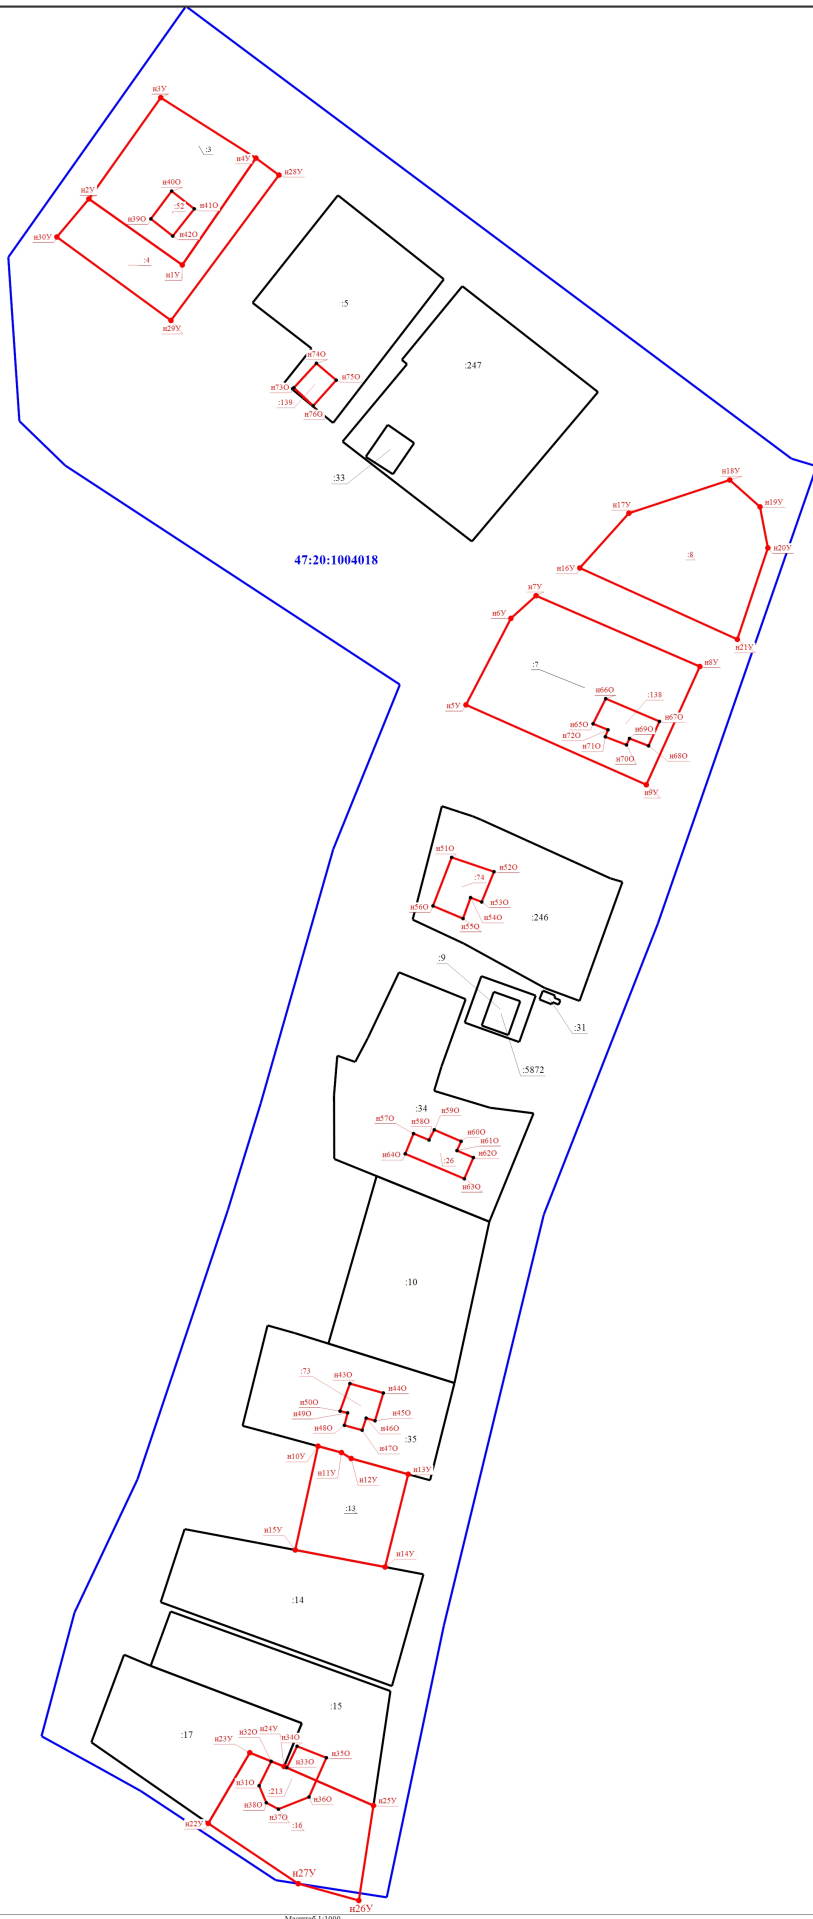 н3У
:3
н4У
н28У
н40О
н2У
:52
н41О
н39О
н42О
н30У
:4
н1У
н29У
:5
н74О
:247
н75О
н73О
:139
н76О
н18У
:33
н19У
н17У
47:20:1004018
н20У
:8
н16У
н7У
н6У
н21У
:7
н8У
н66О
:138
н5У
н67О
н65О
н69О
н72О
н71О
н70О
н68О
н9У
н51О
н52О
:74
н53О
н56О
н54О
:246
н55О
:9
:31
:5872
:34
н59О
н57О
н58О
н60О
н61О
н64О
:26
н62О
н63О
:10
:73
н43О
н44О
н50О
н49О
н45О
н48О
н46О
:35
н47О
н10У
н11У
н12У
н13У
:13
н15У
н14У
:14
:15
н24У
н32О
:17
н34О
н23У
н35О
н33О
н31О
:213
н36О
н38О
н25У
н37О
:16
н22У
н27У
н26У
Масштаб 1:1000